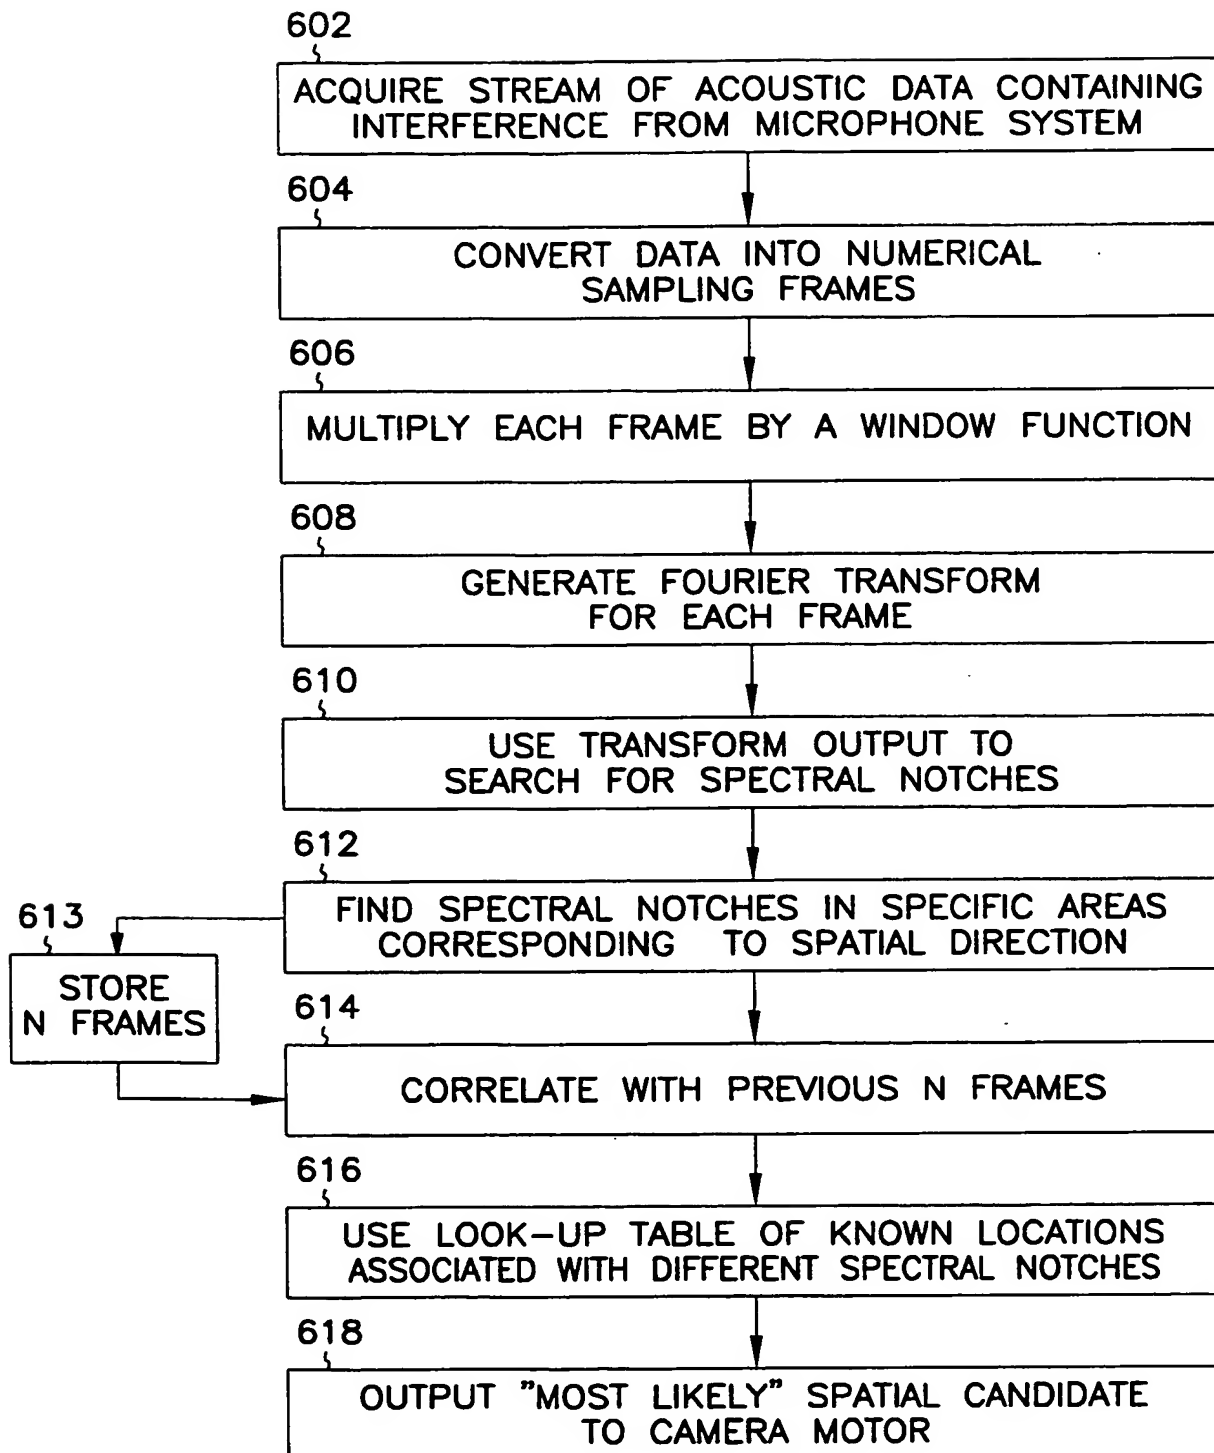 602
ACQUIRE STREAM OF ACOUSTIC DATA CONTAINING
INTERFERENCE FROM MICROPHONE SYSTEM
604
CONVERT DATA INTO NUMERICAL
SAMPLING FRAMES
606
MULTIPLY EACH FRAME BY A WINDOW FUNCTION
608
GENERATE FOURIER TRANSFORM
FOR EACH FRAME
610
USE TRANSFORM OUTPUT TO
SEARCH FOR SPECTRAL NOTCHES
612
FIND SPECTRAL NOTCHES IN SPECIFIC AREAS
CORRESPONDING TO SPATIAL DIRECTION
613
STORE
N FRAMES
614
CORRELATE WITH PREVIOUS N FRAMES
616
USE LOOK-UP TABLE OF KNOWN LOCATIONS
ASSOCIATED WITH DIFFERENT SPECTRAL NOTCHES
618
OUTPUT "MOST LIKELY" SPATIAL CANDIDATE
TO CAMERA MOTOR